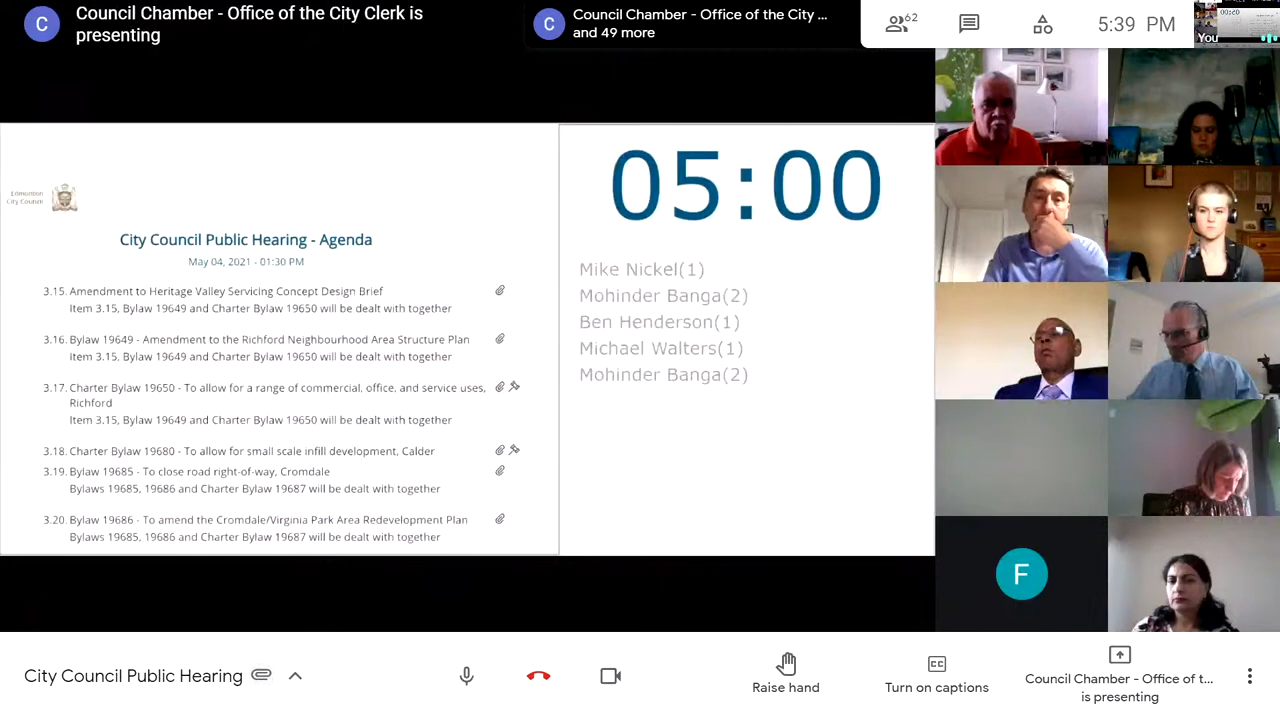 C
Council Chamber - Office of the City Clerk is
presenting
C
Council Chamber - Office of the City ...
and 49 more
62
5:39 PM
You
Edmonton
City Council
City Council Public Hearing - Agenda
May 04, 2021 - 01:30 PM
3.15. Amendment to Heritage Valley Servicing Concept Design Brief
Item 3.15, Bylaw 19649 and Charter Bylaw 19650 will be dealt with together
3.16. Bylaw 19649 - Amendment to the Richford Neighbourhood Area Structure Plan
Item 3.15, Bylaw 19649 and Charter Bylaw 19650 will be dealt with together
3.17. Charter Bylaw 19650 - To allow for a range of commercial, office, and service uses,
Richford
Item 3.15, Bylaw 19649 and Charter Bylaw 19650 will be dealt with together
3.18. Charter Bylaw 19680 - To allow for small scale infill development, Calder
3.19. Bylaw 19685 - To close road right-of-way, Cromdale
Bylaws 19685, 19686 and Charter Bylaw 19687 will be dealt with together
3.20. Bylaw 19686 - To amend the Cromdale/Virginia Park Area Redevelopment Plan
Bylaws 19685, 19686 and Charter Bylaw 19687 will be dealt with together
05:00
Mike Nickel(1)
Mohinder Banga(2)
Ben Henderson(1)
Michael Walters(1)
Mohinder Banga(2)
F
City Council Public Hearing
Raise hand
CC
Turn on captions
Council Chamber - Office of t...
is presenting